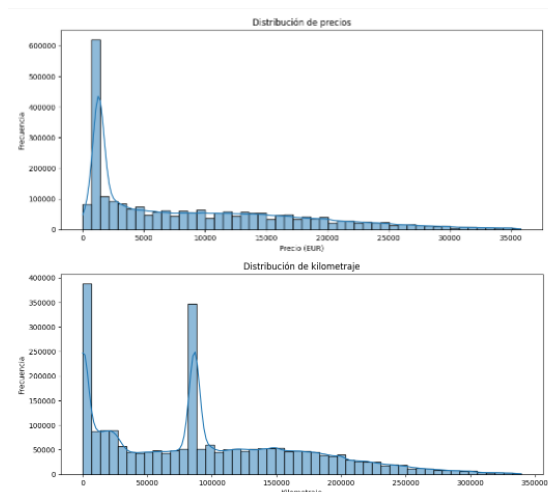 Distribución de precios
600000
500000
400000
300000
200000
100000
0
Frecuencia
0 5000 10000 15000 20000 25000 30000 35000
Precio (EUR)
Distribución de kilometraje
400000
350000
300000
250000
200000
150000
100000
50000
0
Frecuencia
0 50000 100000 150000 200000 250000 300000 350000
Kilometraje